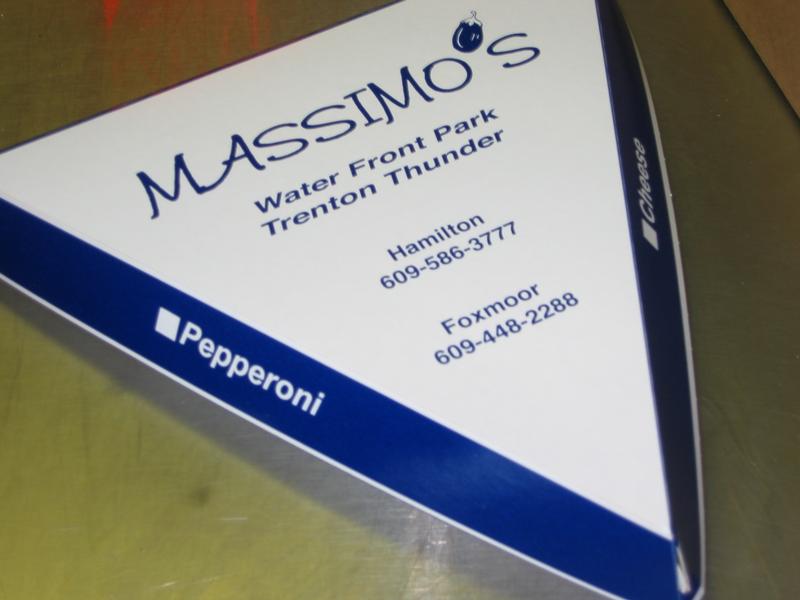 MASSIMO'S
Water Front Park
Trenton Thunder
Hamilton
609-586-3777
Foxmoor
609-448-2288
Pepperoni
Cheese